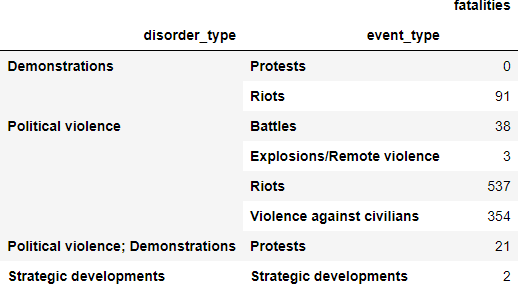 fatalities
disorder_type event_type
Demonstrations Protests 0
Riots 91
Political violence Battles 38
Explosions/Remote violence 3
Riots 537
Violence against civilians 354
Political violence; Demonstrations Protests 21
Strategic developments Strategic developments 2